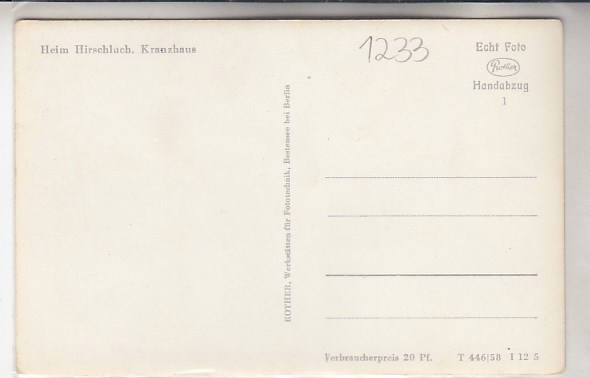 Heim Hirschluch. Kranzhaus
1233
Echt Foto
Rother
Handabzug
1
ROTHER, Werkstätten für Fototechnik, Bestensee bei Berlin
Verbraucherpreis 20 Pf. T 446|58 I 12 5